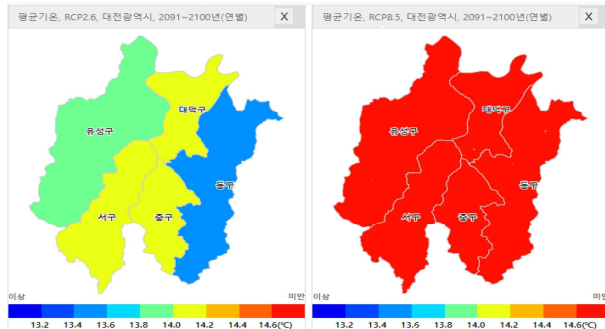 평균기온, RCP2.6, 대전광역시, 2091~2100년(연별) X
유성구
대덕구
동구
서구
중구
이상 미만
13.2 13.4 13.6 13.8 14.0 14.2 14.4 14.6(℃)
평균기온, RCP8.5, 대전광역시, 2091~2100년(연별) X
유성구
대덕구
동구
서구
중구
이상 미만
13.2 13.4 13.6 13.8 14.0 14.2 14.4 14.6(℃)